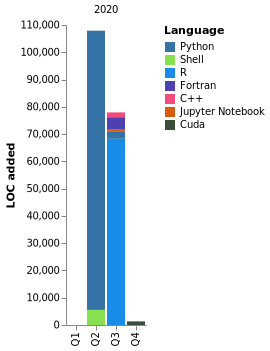 2020
Language
Python
Shell
R
Fortran
C++
Jupyter Notebook
Cuda
LOC added
110,000
100,000
90,000
80,000
70,000
60,000
50,000
40,000
30,000
20,000
10,000
0
Q1
Q2
Q3
Q4